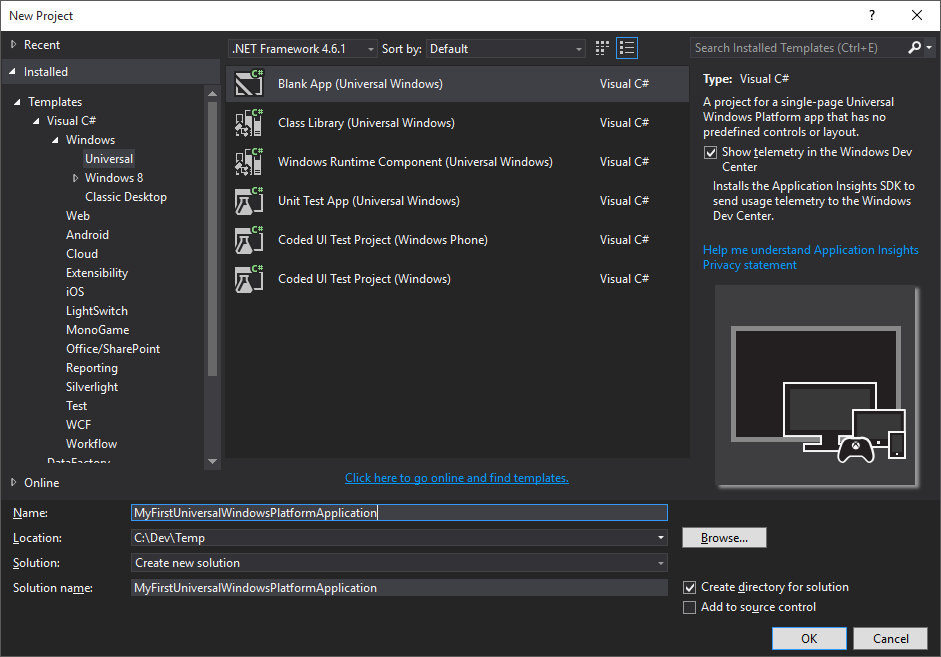 New Project
?
Recent
Installed
Templates
Visual C#
Windows
Universal
Windows 8
Classic Desktop
Web
Android
Cloud
Extensibility
iOS
LightSwitch
MonoGame
Office/SharePoint
Reporting
Silverlight
Test
WCF
Workflow
DataFactory
Online
.NET Framework 4.6.1
Sort by: Default
C# Blank App (Universal Windows) Visual C#
C# Class Library (Universal Windows) Visual C#
C# Windows Runtime Component (Universal Windows) Visual C#
C# Unit Test App (Universal Windows) Visual C#
C# Coded UI Test Project (Windows Phone) Visual C#
C# Coded UI Test Project (Windows) Visual C#
Click here to go online and find templates.
Search Installed Templates (Ctrl+E)
Type: Visual C#
A project for a single-page Universal
Windows Platform app that has no
predefined controls or layout.
Show telemetry in the Windows Dev
Center
Installs the Application Insights SDK to
send usage telemetry to the Windows
Dev Center.
Help me understand Application Insights
Privacy statement
Name: MyFirstUniversalWindowsPlatformApplication
Location: C:\Dev\Temp
Browse...
Solution: Create new solution
Solution name: MyFirstUniversalWindowsPlatformApplication
Create directory for solution
Add to source control
OK
Cancel